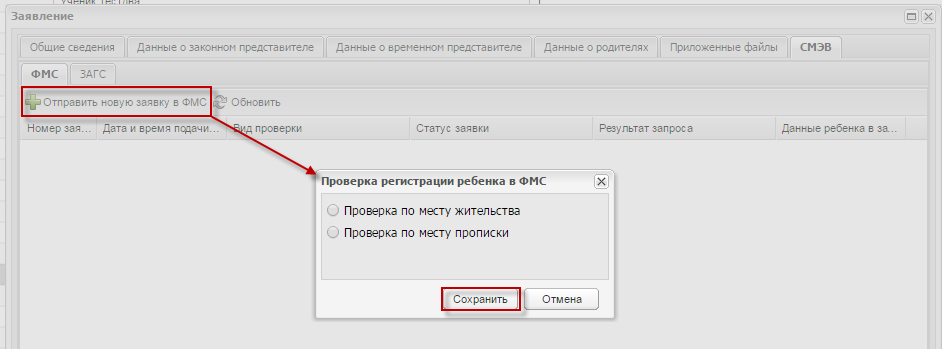 Ученик Тестдва
Заявление
Общие сведения Данные о законном представителе Данные о временном представителе Данные о родителях Приложенные файлы СМЭВ
ФМС ЗАГС
Отправить новую заявку в ФМС Обновить
Номер зая... Дата и время подачи... Вид проверки Статус заявки Результат запроса Данные ребенка в за...
Проверка регистрации ребенка в ФМС
Проверка по месту жительства
Проверка по месту прописки
Сохранить Отмена